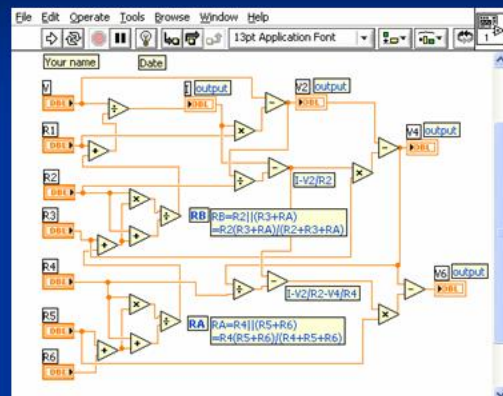 File Edit Operate Tools Browse Window Help
13pt Application Font
1
Your name Date
V I output V2 output
DBL DBL DBL
V4 output
R1 DBL
DBL
R2 I-V2/R2
DBL
R3 RB RB=R2||(R3+RA)
DBL =R2(R3+RA)/(R2+R3+RA)
R4 V6 output
DBL DBL
I-V2/R2-V4/R4
R5 RA RA=R4||(R5+R6)
DBL =R4(R5+R6)/(R4+R5+R6)
R6
DBL